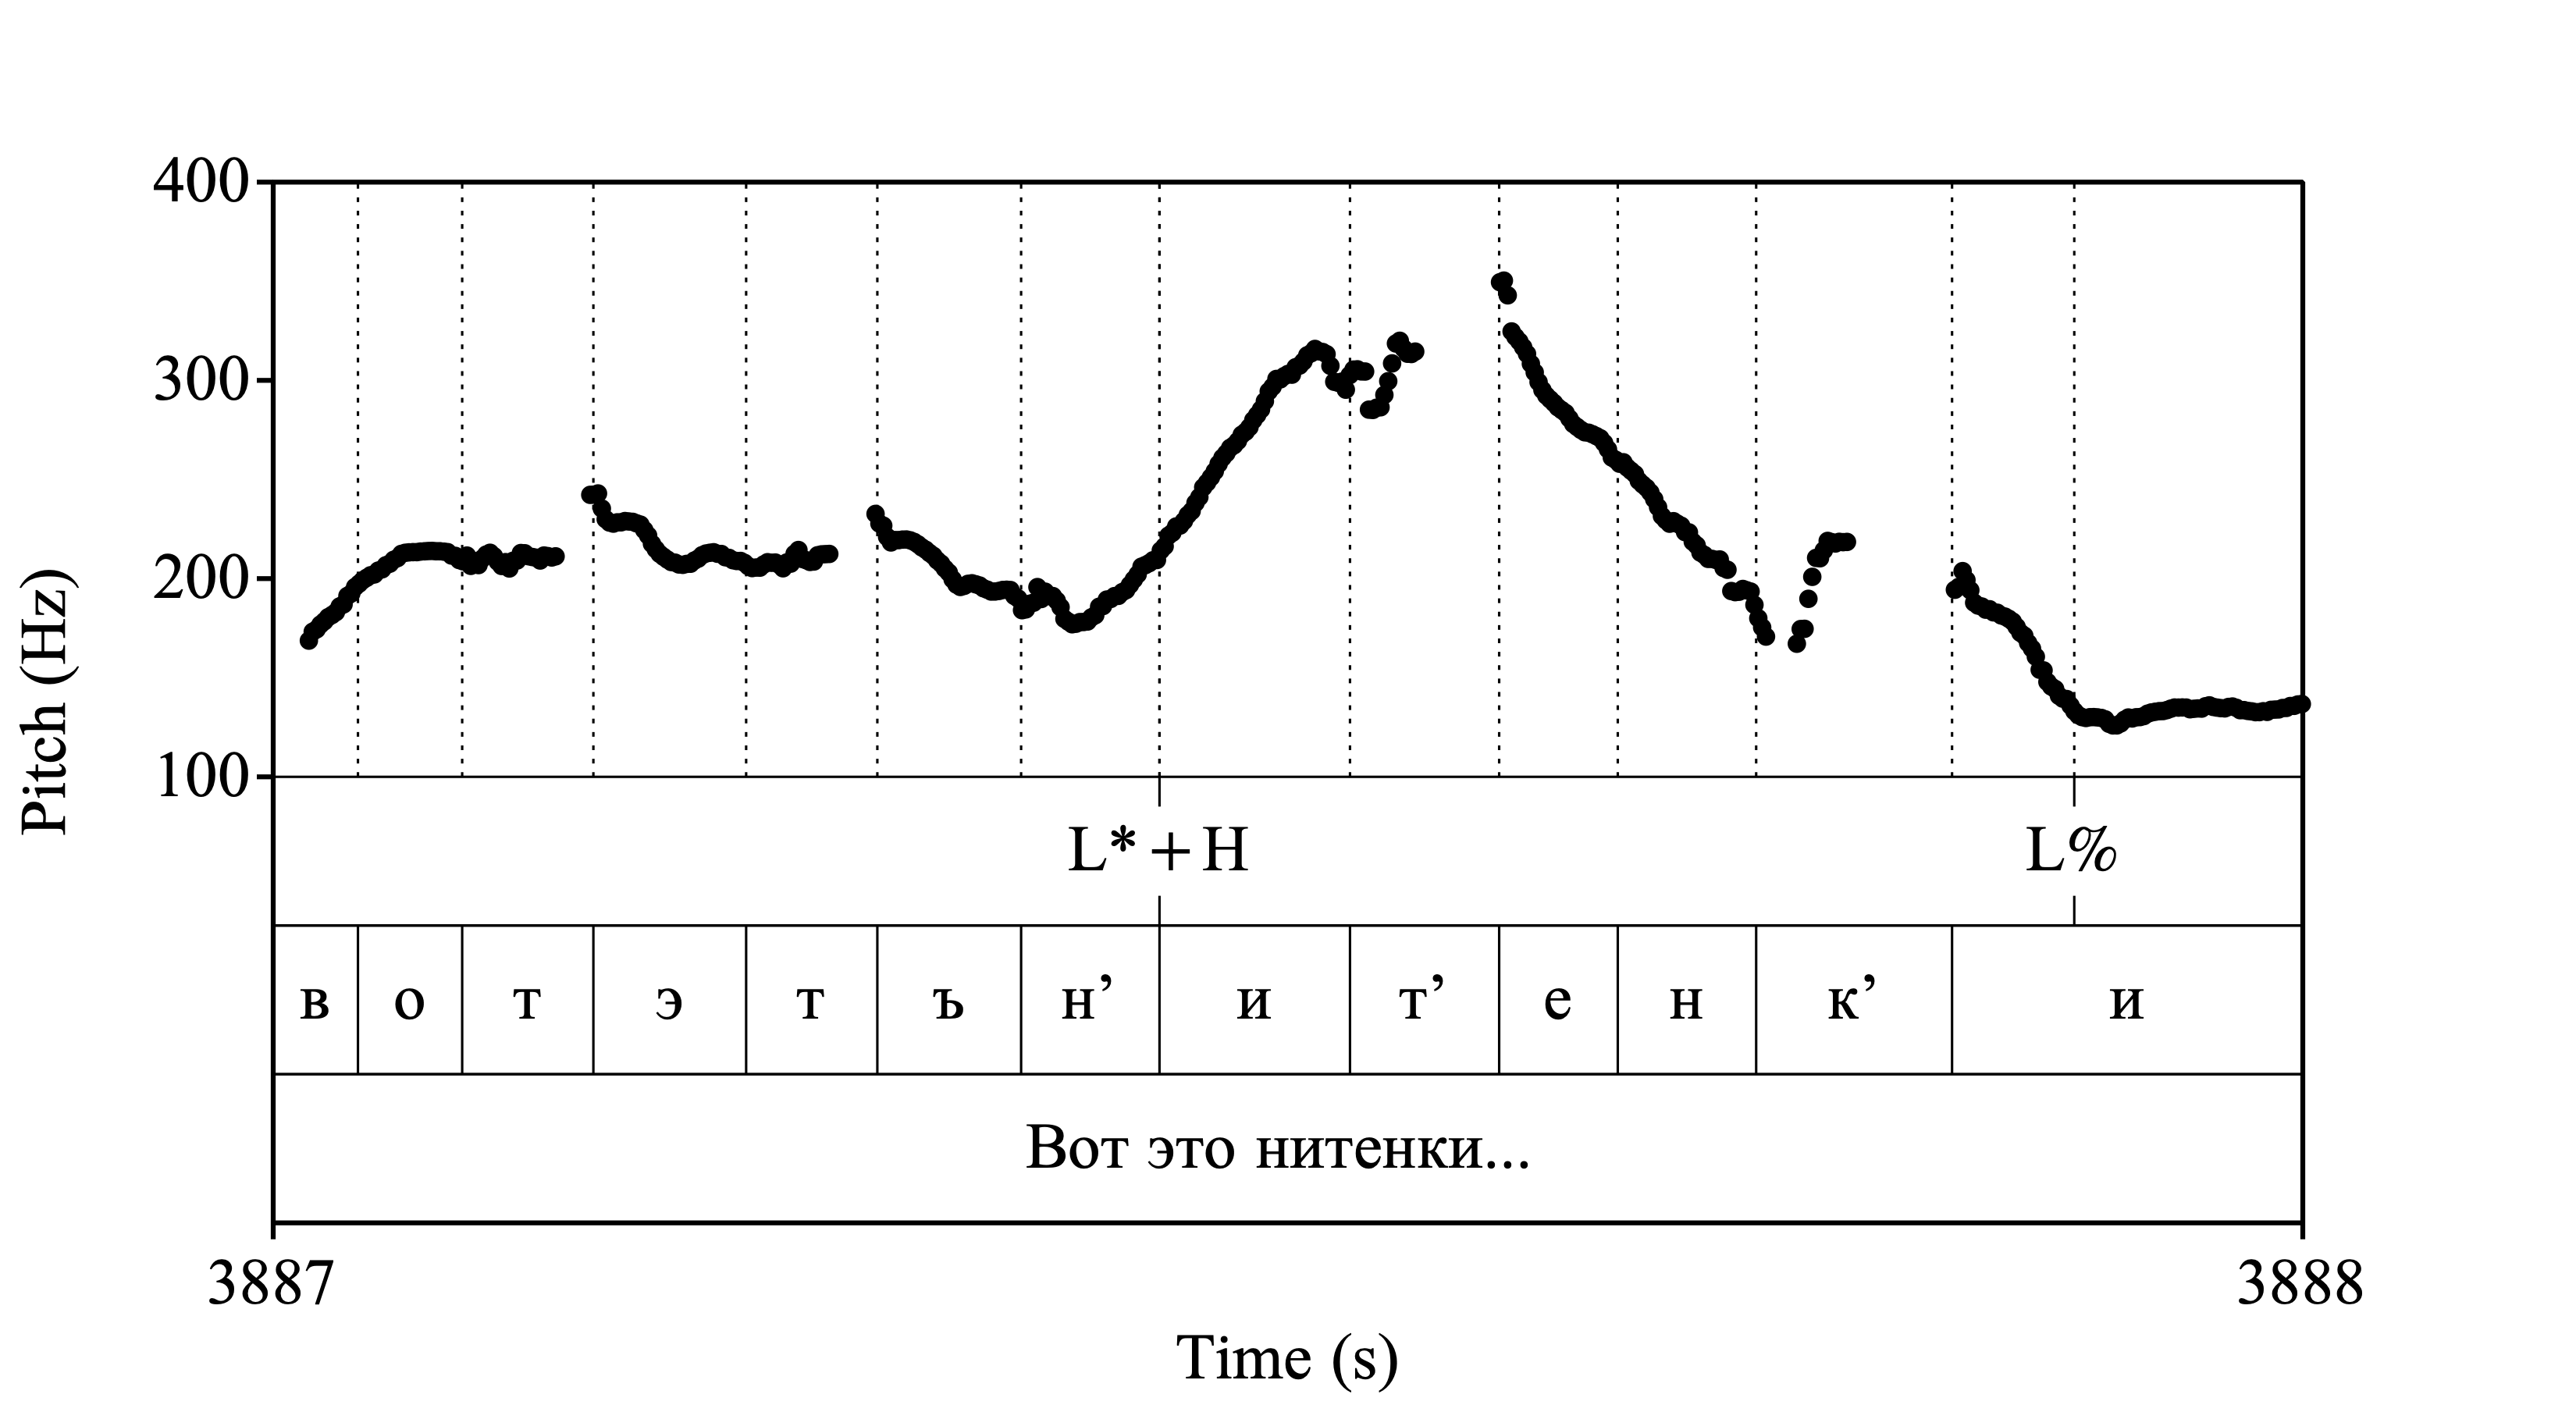 400
300
200
100
Pitch (Hz)
L*+H L%
в о т э т ъ н’ и т’ е н к’ и
Вот это нитенки...
3887 3888
Time (s)